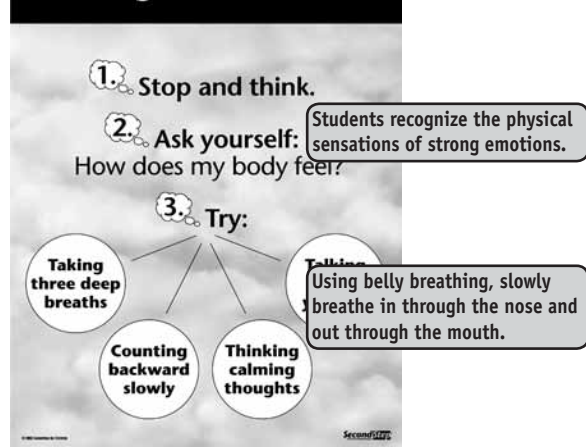 1. Stop and think.
2. Ask yourself:
How does my body feel?
Students recognize the physical
sensations of strong emotions.
3. Try:
Taking
three deep
breaths
Counting
backward
slowly
Thinking
calming
thoughts
Talking
Using belly breathing, slowly
breathe in through the nose and
out through the mouth.
SecondStep